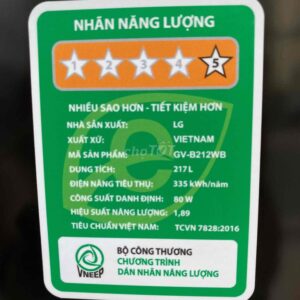 NHÃN NĂNG LƯỢNG
1 2 3 4 5
NHIỀU SAO HƠN - TIẾT KIỆM HƠN
NHÀ SẢN XUẤT: LG
XUẤT XỨ: VIETNAM
MÃ SẢN PHẨM: GV-B212WB
DUNG TÍCH: 217 L
ĐIỆN NĂNG TIÊU THỤ: 335 kWh/năm
CÔNG SUẤT DANH ĐỊNH: 80 W
HIỆU SUẤT NĂNG LƯỢNG: 1,89
TIÊU CHUẨN VIỆT NAM: TCVN 7828:2016
BỘ CÔNG THƯƠNG
CHƯƠNG TRÌNH
DÁN NHÃN NĂNG LƯỢNG
VNEEP
chợTỐT